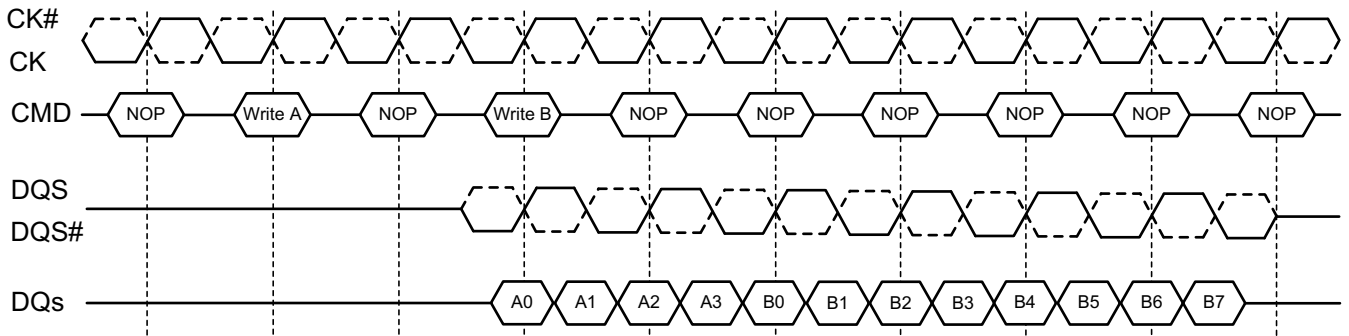 CK#
CK
CMD NOP Write A NOP Write B NOP NOP NOP NOP NOP NOP
DQS
DQS#
DQs A0 A1 A2 A3 B0 B1 B2 B3 B4 B5 B6 B7